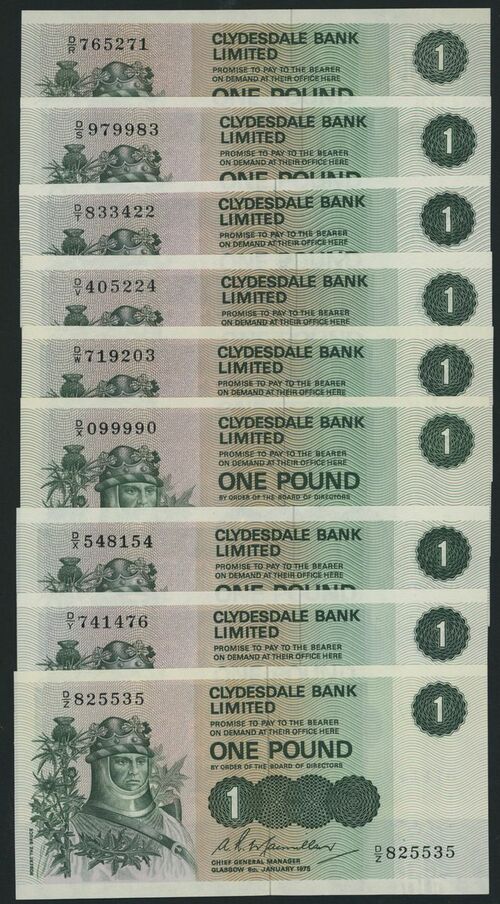 D/R 765271 CLYDESDALE BANK 1
LIMITED
PROMISE TO PAY TO THE BEARER
ON DEMAND AT THEIR OFFICE HERE
ONE POUND
D/S 979983 CLYDESDALE BANK 1
LIMITED
PROMISE TO PAY TO THE BEARER
ON DEMAND AT THEIR OFFICE HERE
ONE POUND
D/T 833422 CLYDESDALE BANK 1
LIMITED
PROMISE TO PAY TO THE BEARER
ON DEMAND AT THEIR OFFICE HERE
D/V 405224 CLYDESDALE BANK 1
LIMITED
PROMISE TO PAY TO THE BEARER
ON DEMAND AT THEIR OFFICE HERE
D/W 719203 CLYDESDALE BANK 1
LIMITED
PROMISE TO PAY TO THE BEARER
ON DEMAND AT THEIR OFFICE HERE
D/X 099990 CLYDESDALE BANK 1
LIMITED
PROMISE TO PAY TO THE BEARER
ON DEMAND AT THEIR OFFICE HERE
ONE POUND
BY ORDER OF THE BOARD OF DIRECTORS
D/X 548154 CLYDESDALE BANK 1
LIMITED
PROMISE TO PAY TO THE BEARER
ON DEMAND AT THEIR OFFICE HERE
ONE POUND
D/Y 741476 CLYDESDALE BANK 1
LIMITED
PROMISE TO PAY TO THE BEARER
ON DEMAND AT THEIR OFFICE HERE
D/Z 825535 CLYDESDALE BANK 1
LIMITED
PROMISE TO PAY TO THE BEARER
ON DEMAND AT THEIR OFFICE HERE
ONE POUND
BY ORDER OF THE BOARD OF DIRECTORS
1
ROBERT THE BRUCE
CHIEF GENERAL MANAGER
GLASGOW 6th JANUARY 1975
D/Z 825535